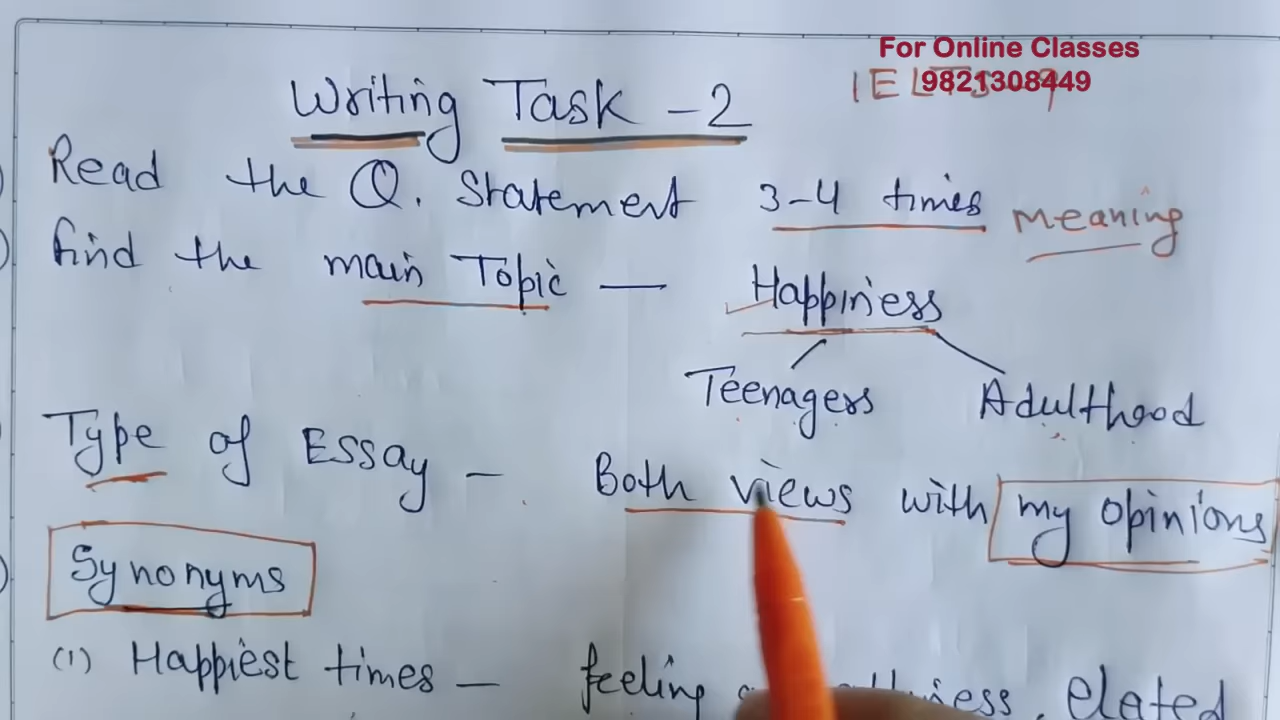 For Online Classes
9821308449
IELTS 9
Writing Task - 2
Read the Q. Statement 3-4 times meaning
find the main Topic — Happiness
Teenagers Adulthood
Type of Essay - Both views with my opinions
Synonyms
(1) Happiest times - feeling , elated